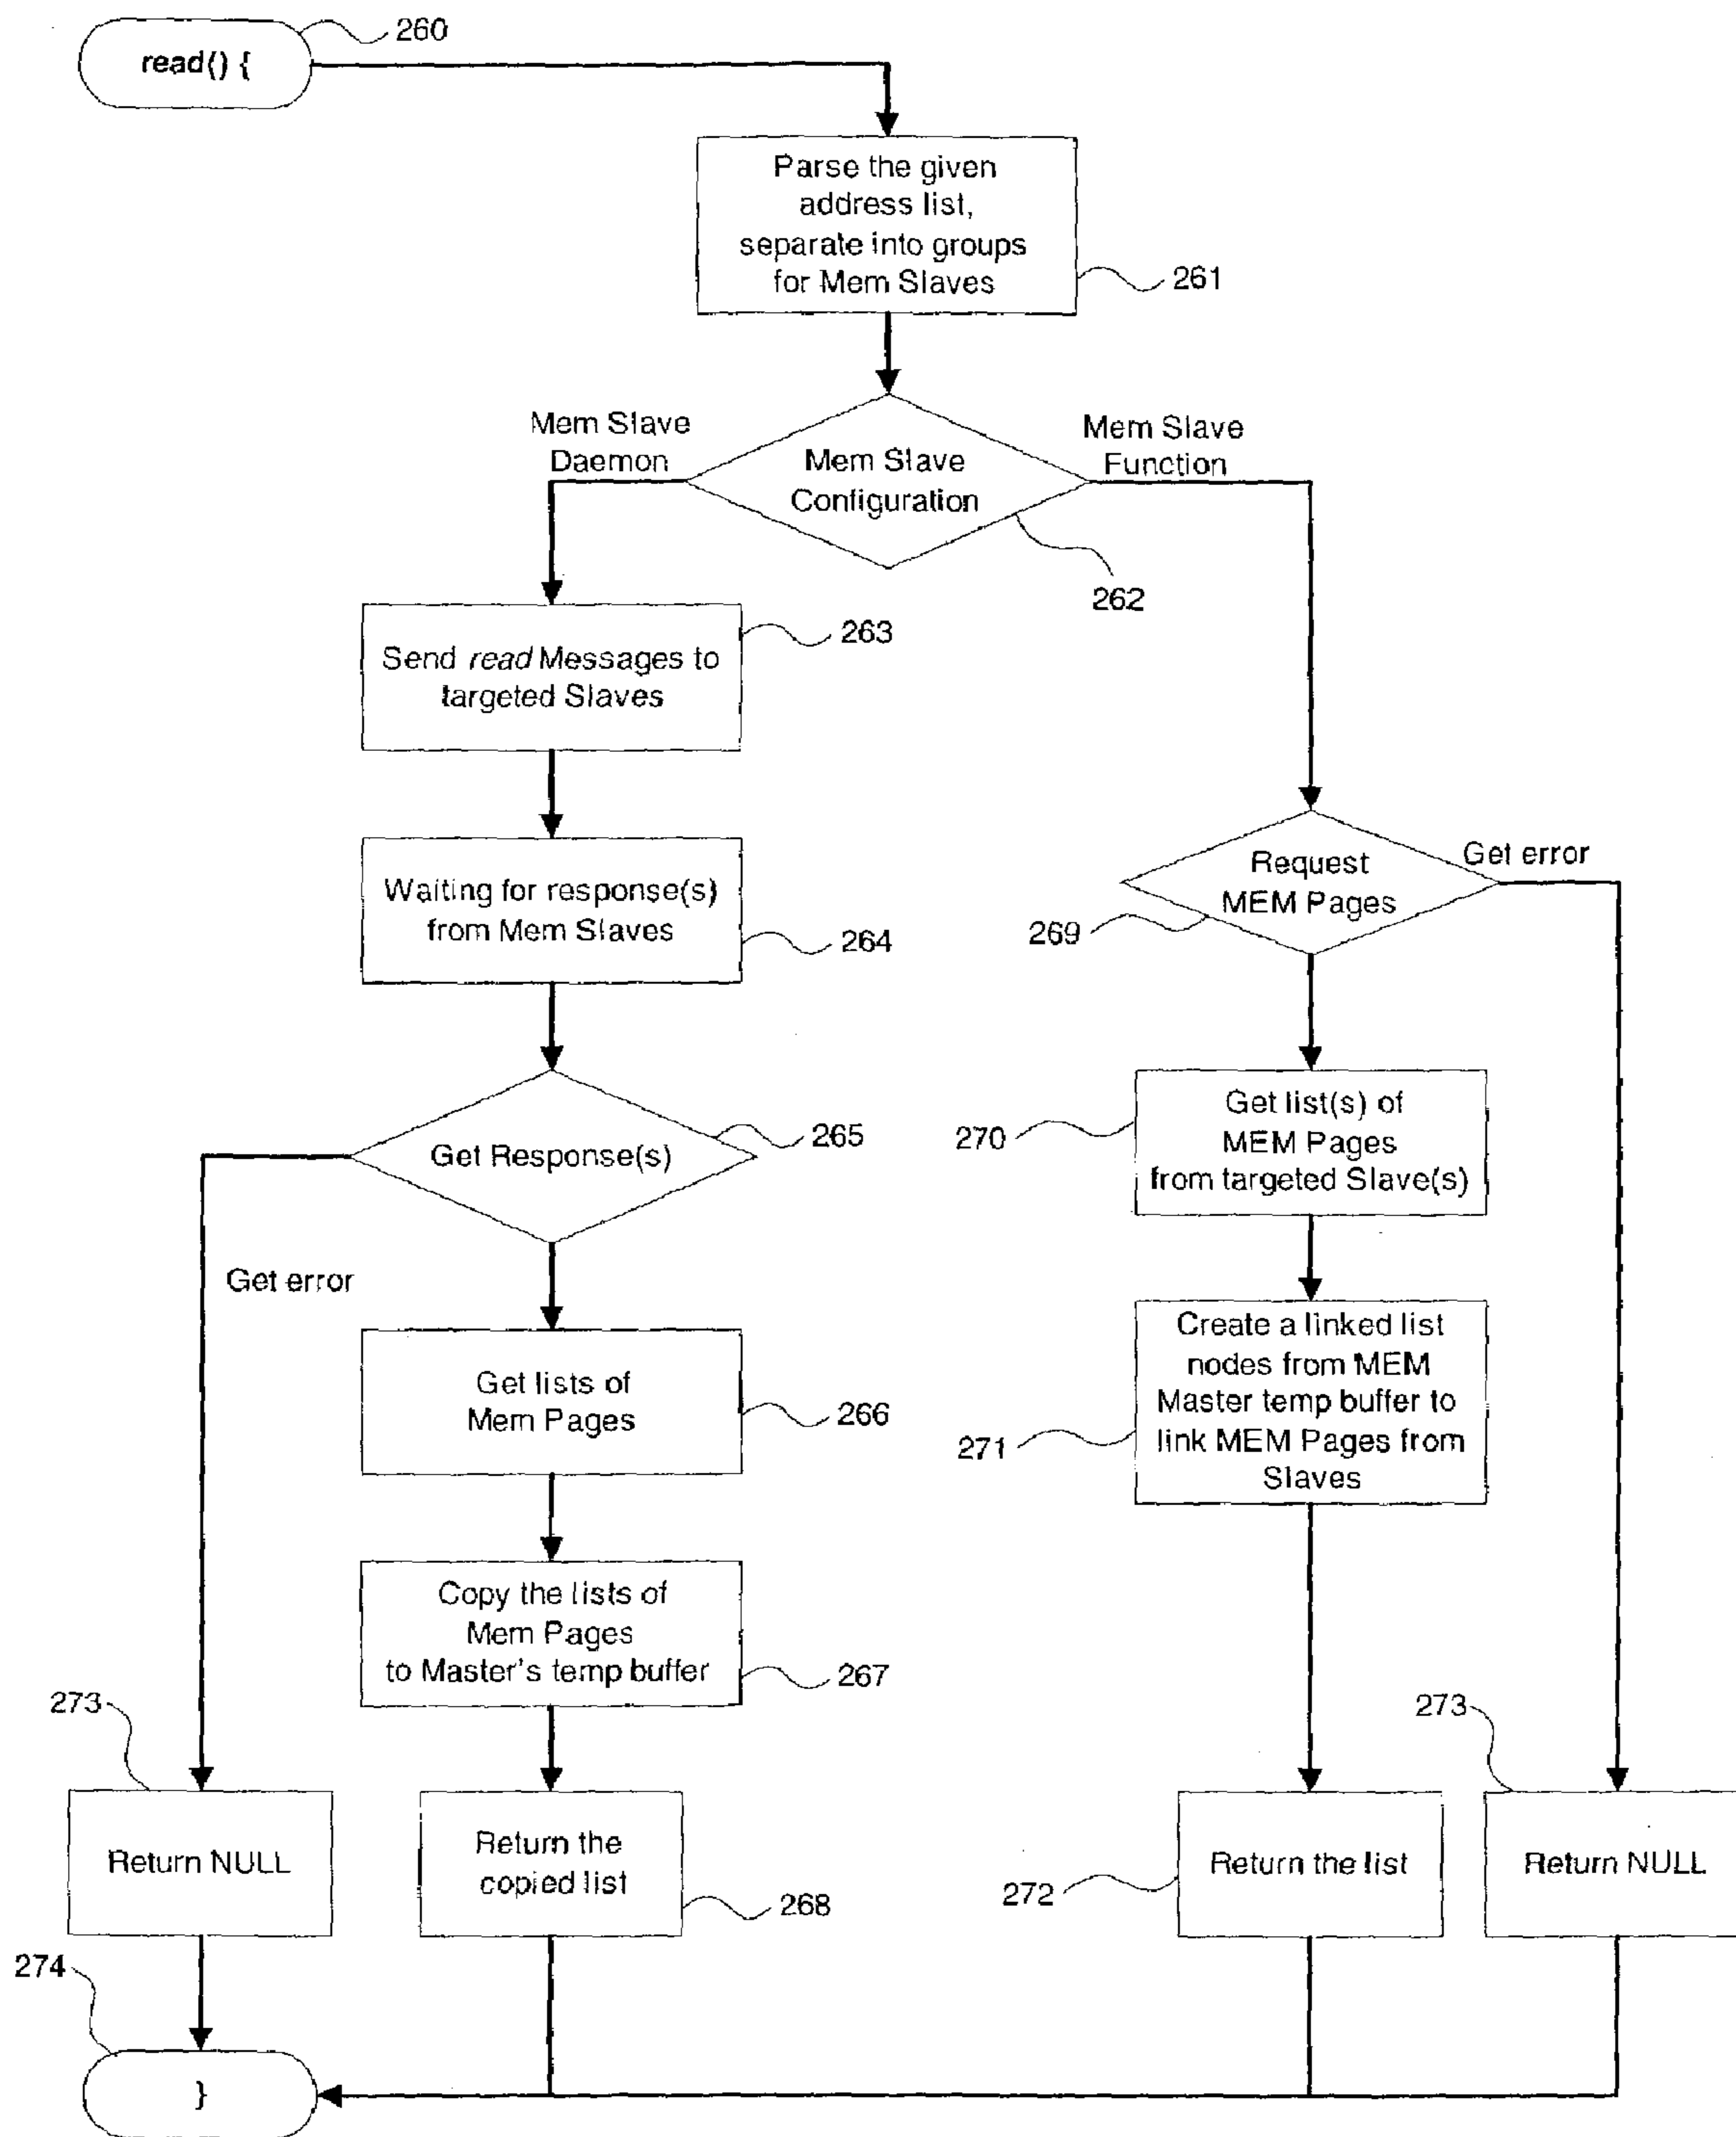 260
read() {
Parse the given
address list,
separate into groups
for Mem Slaves
261
Mem Slave
Daemon
Mem Slave
Configuration
Mem Slave
Function
262
Send read Messages to
targeted Slaves
263
Waiting for response(s)
from Mem Slaves
264
Request
MEM Pages
Get error
269
Get Response(s)
265
Get error
Get list(s) of
MEM Pages
from targeted Slave(s)
270
Get lists of
Mem Pages
266
Create a linked list
nodes from MEM
Master temp buffer to
link MEM Pages from
Slaves
271
Copy the lists of
Mem Pages
to Master's temp buffer
267
273
Return NULL
Return the
copied list
268
Return the list
272
273
Return NULL
274
}